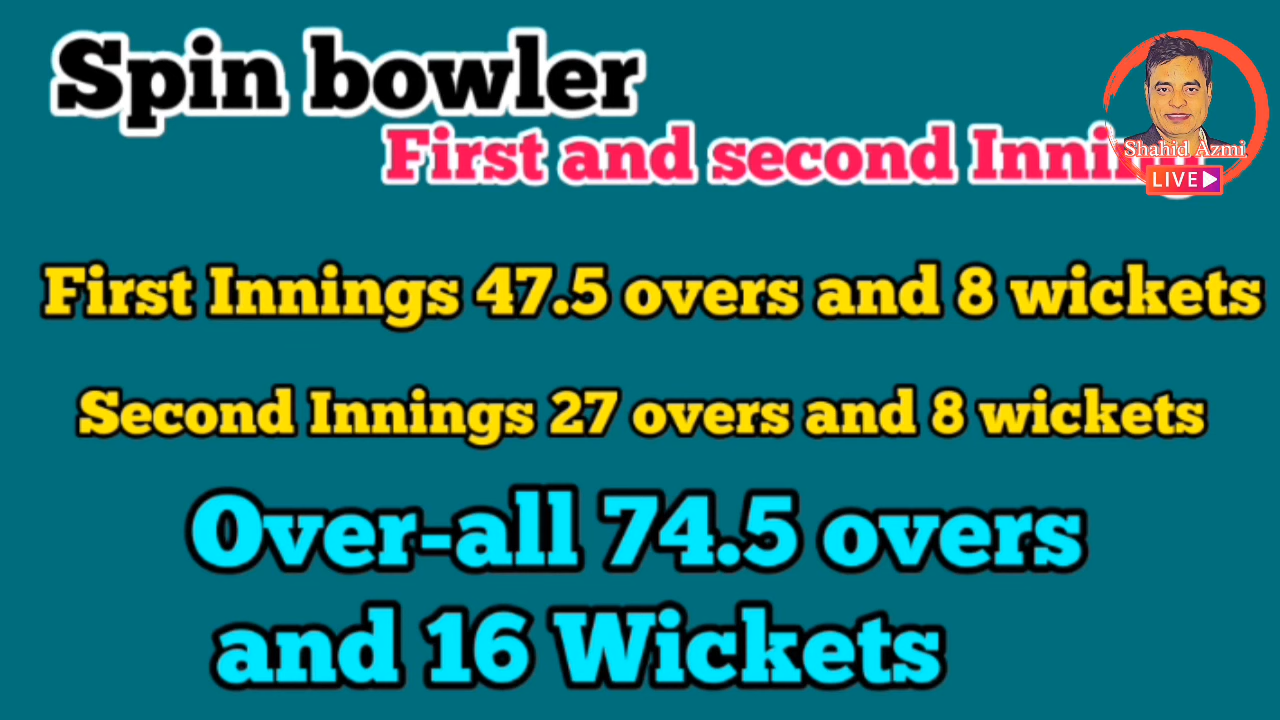 Spin bowler
First and second Inning
Shahid Azmi
LIVE
First Innings 47.5 overs and 8 wickets
Second Innings 27 overs and 8 wickets
Over-all 74.5 overs
and 16 Wickets